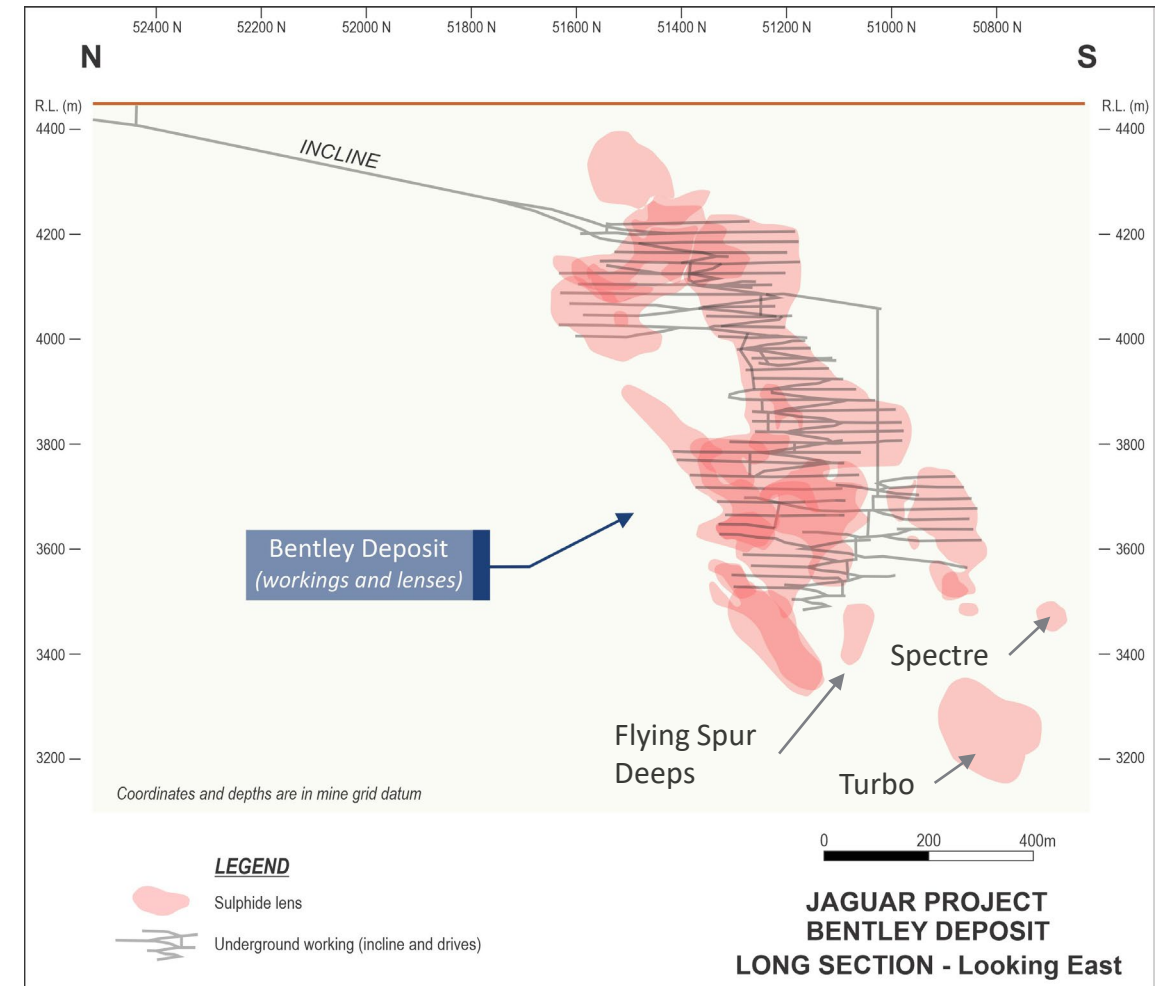 52400 N 52200 N 52000 N 51800 N 51600 N 51400 N 51200 N 51000 N 50800 N
N S
R.L. (m) R.L. (m)
4400 4400
INCLINE
4200 4200
4000 4000
3800 3800
Bentley Deposit
(workings and lenses)
3600 3600
3400 3400
Spectre
Flying Spur
Deeps
3200 3200
Turbo
Coordinates and depths are in mine grid datum
0 200 400m
LEGEND
Sulphide lens
Underground working (incline and drives)
JAGUAR PROJECT
BENTLEY DEPOSIT
LONG SECTION - Looking East